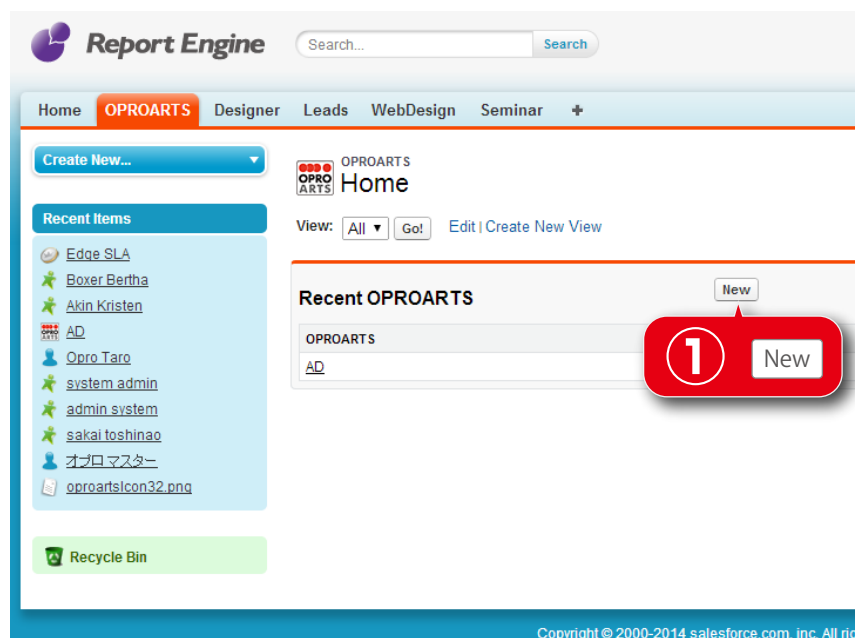 Report Engine
Search...
Search
Home OPROARTS Designer Leads WebDesign Seminar +
Create New...
Recent Items
Edge SLA
Boxer Bertha
Akin Kristen
OPRO ARTS
AD
Opro Taro
system admin
admin system
sakai toshinao
オプロ マスター
oproartsIcon32.png
Recycle Bin
OPRO
ARTS
OPROARTS
Home
View: All Go! Edit | Create New View
Recent OPROARTS
New
OPROARTS
AD
① New
Copyright © 2000-2014 salesforce.com, inc. All